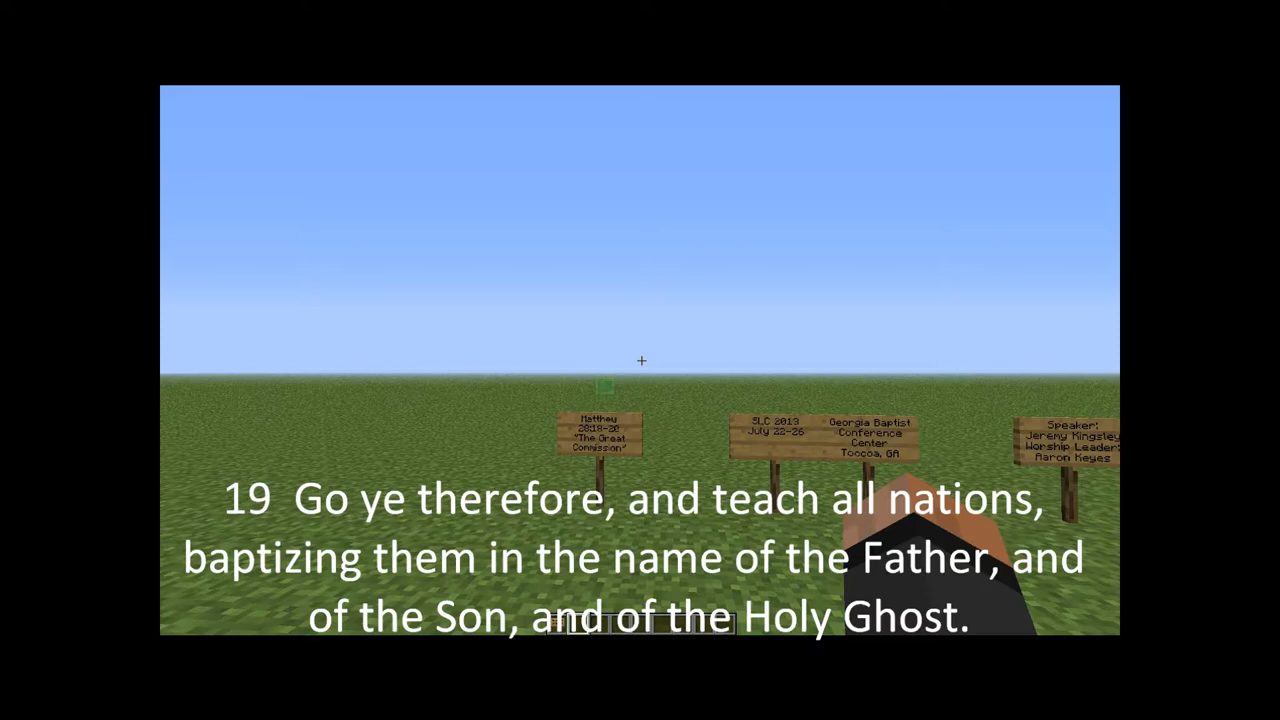 Matthew
28:18-20
"The Great
Commission"
SLC 2013
July 22-26
Georgia Baptist
Conference
Center
Toccoa, GA
Speaker:
Jeremy Kingsley
Worship Leader:
Aaron Keyes
19 Go ye therefore, and teach all nations,
baptizing them in the name of the Father, and
of the Son, and of the Holy Ghost.